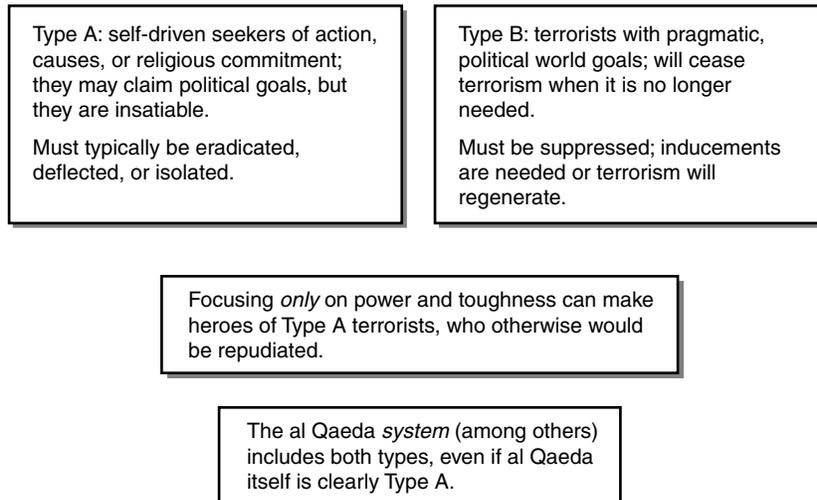 Type A: self-driven seekers of action,
causes, or religious commitment;
they may claim political goals, but
they are insatiable.
Must typically be eradicated,
deflected, or isolated.
Type B: terrorists with pragmatic,
political world goals; will cease
terrorism when it is no longer
needed.
Must be suppressed; inducements
are needed or terrorism will
regenerate.
Focusing only on power and toughness can make
heroes of Type A terrorists, who otherwise would
be repudiated.
The al Qaeda system (among others)
includes both types, even if al Qaeda
itself is clearly Type A.